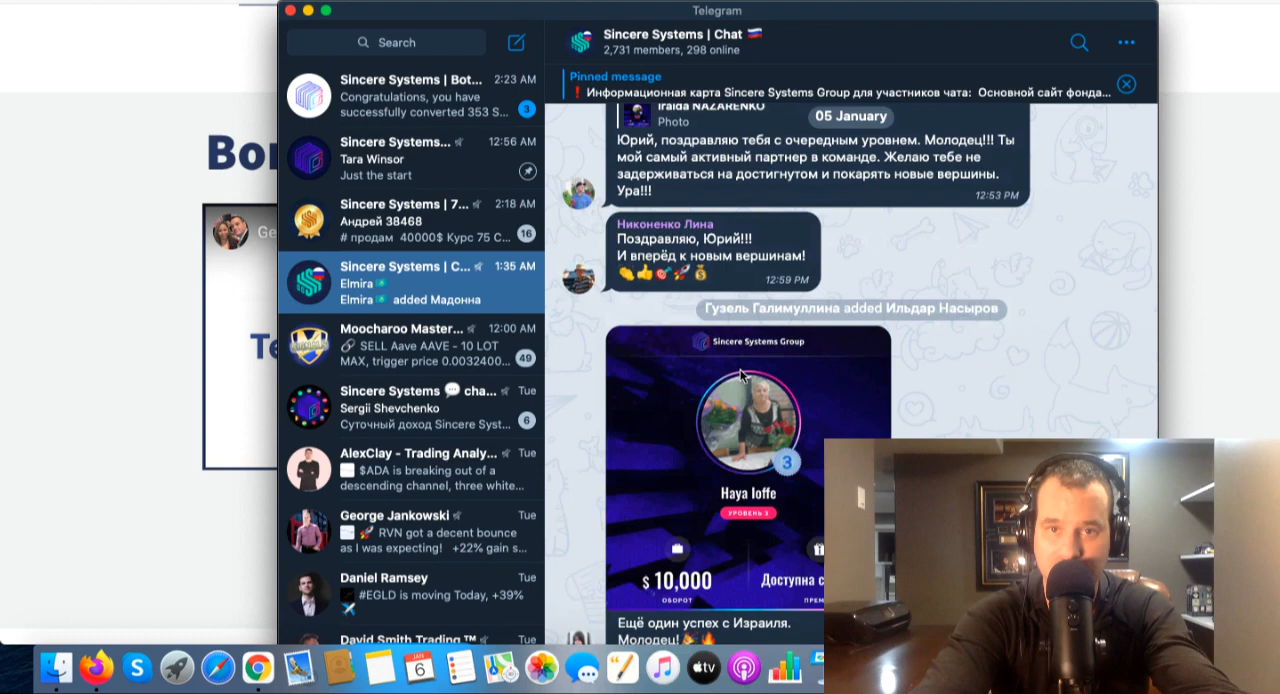 Telegram
Search
Sincere Systems | Bot... 2:23 AM
Congratulations, you have
successfully converted 353 S...
3
Sincere Systems... 12:56 AM
Tara Winsor
Just the start
Sincere Systems | 7... 2:18 AM
Андрей 38468
# продам 40000$ Курс 75 С...
16
Sincere Systems | C... 1:35 AM
Elmira
Elmira added Мадонна
Moocharoo Master... 12:00 AM
SELL Aave AAVE - 10 LOT
MAX, trigger price 0.0032400...
49
Sincere Systems 💬 cha... Tue
Sergii Shevchenko
Суточный доход Sincere Syst...
6
AlexClay - Trading Analy... Tue
$ADA is breaking out of a
descending channel, three white...
George Jankowski Tue
🚀 RVN got a decent bounce
as I was expecting! +22% gain s...
Daniel Ramsey Tue
#EGLD is moving Today, +39%
✈️
David Smith Trading ™ Tue
Sincere Systems | Chat 🇷🇺
2,731 members, 298 online
Pinned message
❗ Информационная карта Sincere Systems Group для участников чата: Основной сайт фонда...
Iraida NAZARENKO
Photo
05 January
Юрий, поздравляю тебя с очередным уровнем. Молодец!!! Ты
мой самый активный партнер в команде. Желаю тебе не
задерживаться на достигнутом и покарять новые вершины.
Ура!!!
12:53 PM
Никоненко Лина
Поздравляю, Юрий!!!
И вперёд к новым вершинам!
👏👍🎯🚀💰
12:59 PM
Гузель Галимуллина added Ильдар Насыров
Sincere Systems Group
3
Haya Ioffe
УРОВЕНЬ 3
$ 10,000
ОБОРОТ
Доступна с
ПРЕМ
Ещё один успех с Израиля.
Молодец!🎉🔥
Bo
Ge
Te
JAN
6
tv